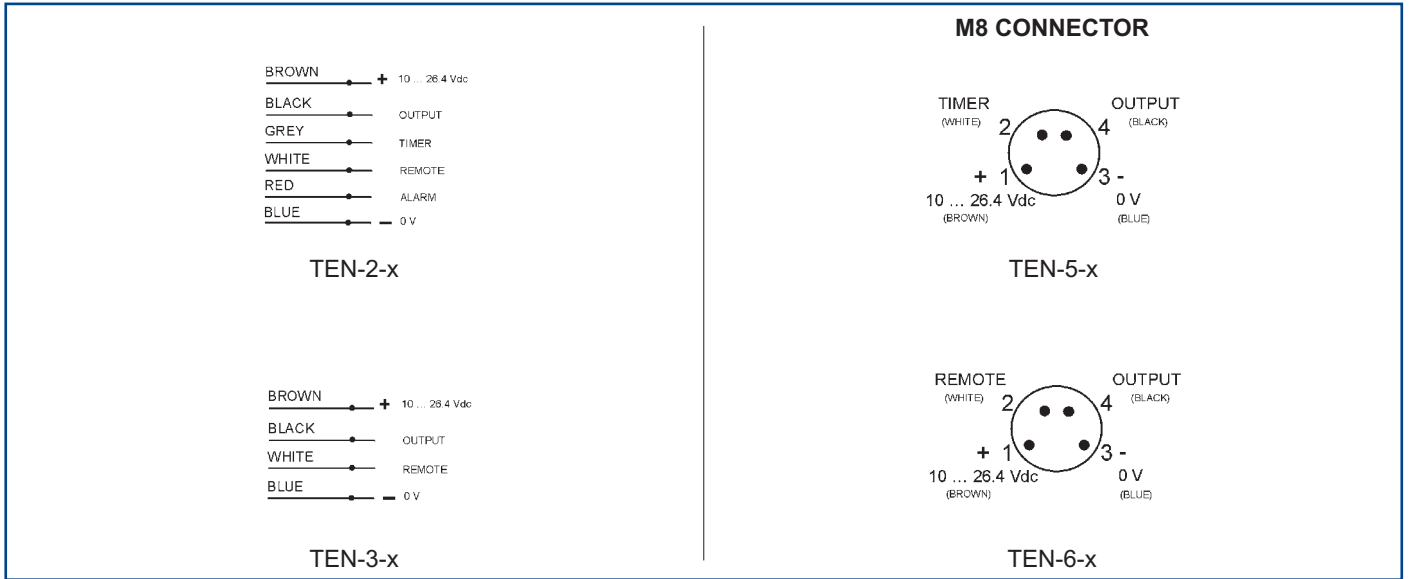 BROWN
+ 10 ... 26.4 Vdc
BLACK
OUTPUT
GREY
TIMER
WHITE
REMOTE
RED
ALARM
BLUE
– 0 V
TEN-2-x
BROWN
+ 10 ... 26.4 Vdc
BLACK
OUTPUT
WHITE
REMOTE
BLUE
– 0 V
TEN-3-x
M8 CONNECTOR
TIMER OUTPUT
(WHITE) 2 4 (BLACK)
+ 1 3 -
10 ... 26.4 Vdc 0 V
(BROWN) (BLUE)
TEN-5-x
REMOTE OUTPUT
(WHITE) 2 4 (BLACK)
+ 1 3 -
10 ... 26.4 Vdc 0 V
(BROWN) (BLUE)
TEN-6-x